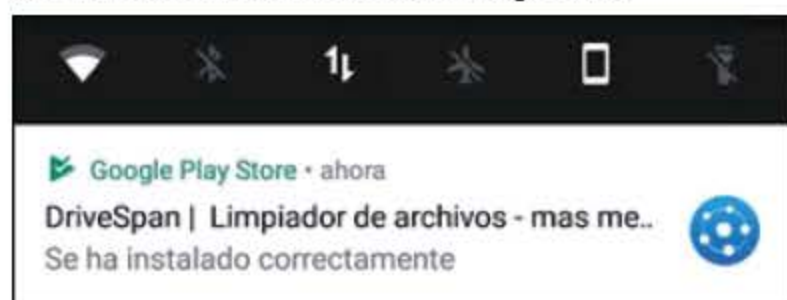 Google Play Store · ahora
DriveSpan | Limpiador de archivos - mas me..
Se ha instalado correctamente